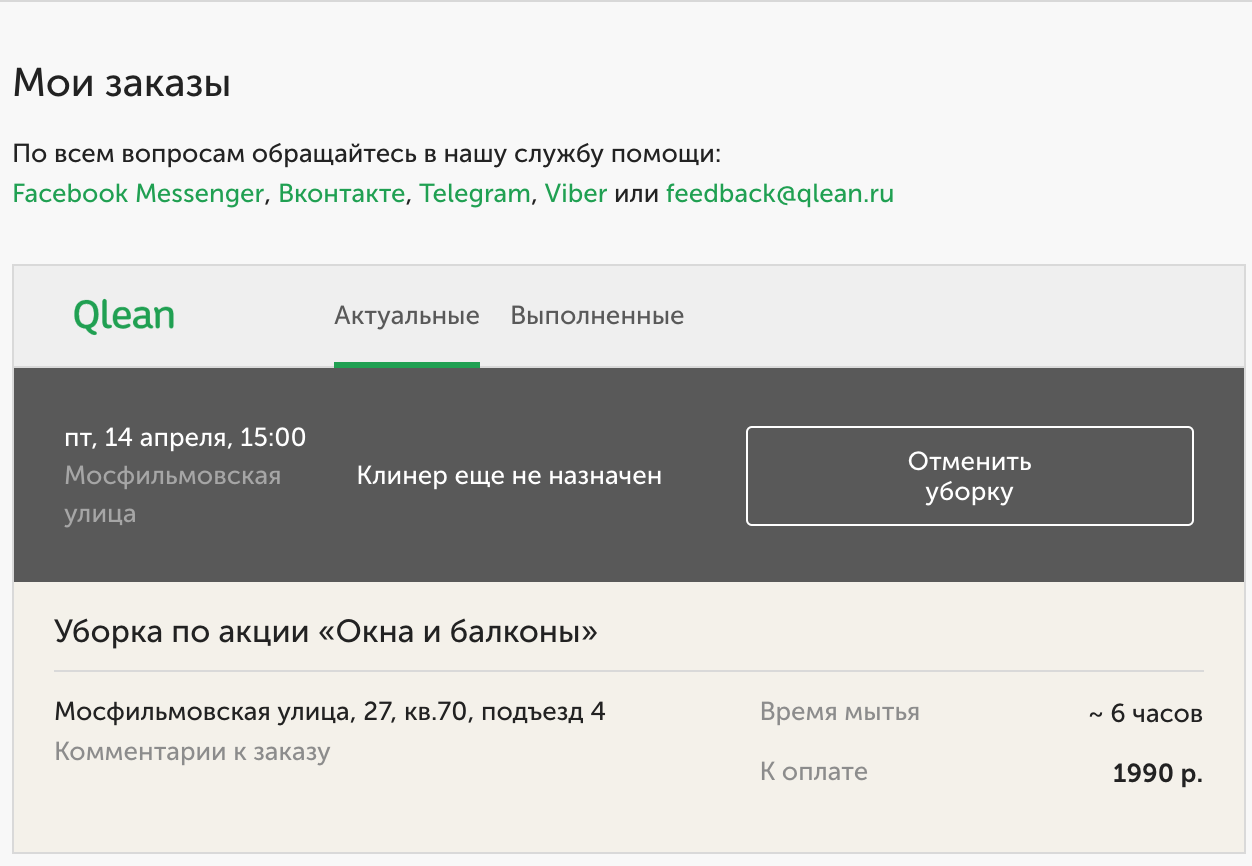 Мои заказы
По всем вопросам обращайтесь в нашу службу помощи:
Facebook Messenger, Вконтакте, Telegram, Viber или feedback@qlean.ru
Qlean Актуальные Выполненные
пт, 14 апреля, 15:00
Мосфильмовская
улица
Клинер еще не назначен
Отменить
уборку
Уборка по акции «Окна и балконы»
Мосфильмовская улица, 27, кв.70, подъезд 4
Комментарии к заказу
Время мытья ~ 6 часов
К оплате 1990 р.